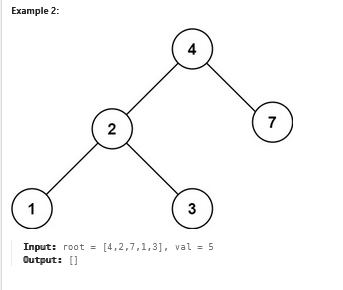 Example 2:
4
2
7
1
3
Input: root = [4,2,7,1,3], val = 5
Output: []